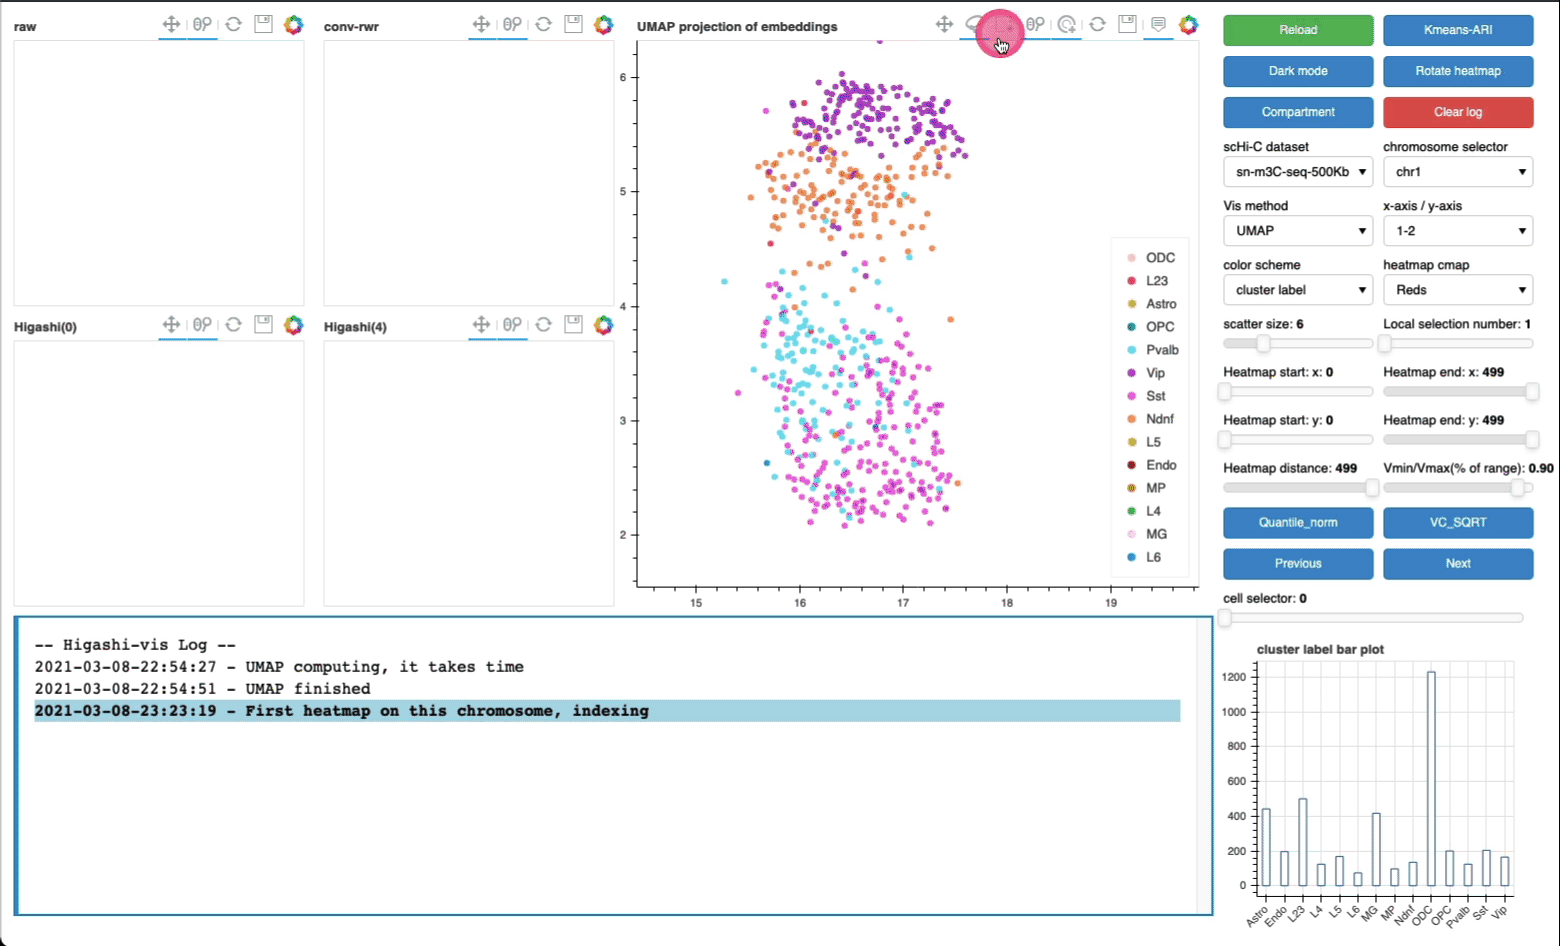 raw
conv-rwr
UMAP projection of embeddings
Higashi(0)
Higashi(4)
6
5
4
3
2
15
16
17
18
19
ODC
L23
Astro
OPC
Pvalb
Vip
Sst
Ndnf
L5
Endo
MP
L4
MG
L6
Reload
Kmeans-ARI
Dark mode
Rotate heatmap
Compartment
Clear log
scHi-C dataset
chromosome selector
sn-m3C-seq-500Kb
chr1
Vis method
x-axis / y-axis
UMAP
1-2
color scheme
heatmap cmap
cluster label
Reds
scatter size: 6
Local selection number: 1
Heatmap start: x: 0
Heatmap end: x: 499
Heatmap start: y: 0
Heatmap end: y: 499
Heatmap distance: 499
Vmin/Vmax(% of range): 0.90
Quantile_norm
VC_SQRT
Previous
Next
cell selector: 0
-- Higashi-vis Log --
2021-03-08-22:54:27 - UMAP computing, it takes time
2021-03-08-22:54:51 - UMAP finished
2021-03-08-23:23:19 - First heatmap on this chromosome, indexing
cluster label bar plot
1200
1000
800
600
400
200
0
Astro
Endo
L23
L4
L5
L6
MG
MP
Ndnf
ODC
OPC
Pvalb
Sst
Vip